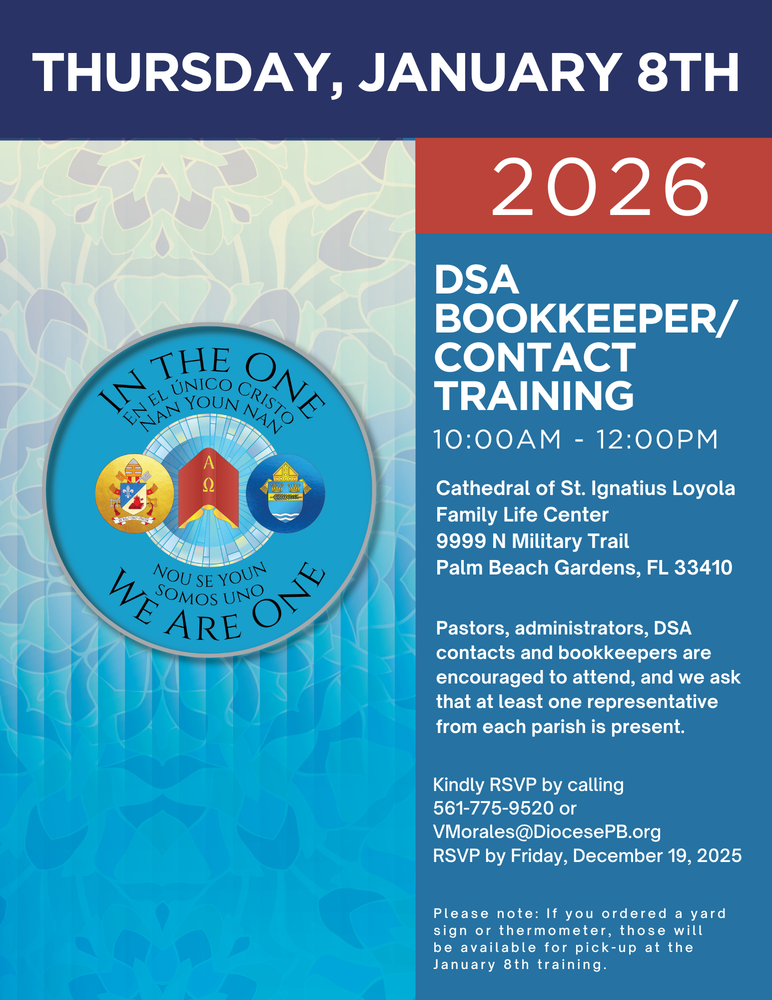 THURSDAY, JANUARY 8TH
2026
IN THE ONE
EN EL ÚNICO CRISTO
NAN YOUN NAN
Α
Ω
IN ILLO UNO UNUM
NOU SE YOUN
SOMOS UNO
WE ARE ONE
DSA
BOOKKEEPER/
CONTACT
TRAINING
10:00AM - 12:00PM
Cathedral of St. Ignatius Loyola
Family Life Center
9999 N Military Trail
Palm Beach Gardens, FL 33410
Pastors, administrators, DSA
contacts and bookkeepers are
encouraged to attend, and we ask
that at least one representative
from each parish is present.
Kindly RSVP by calling
561-775-9520 or
VMorales@DiocesePB.org
RSVP by Friday, December 19, 2025
Please note: If you ordered a yard
sign or thermometer, those will
be available for pick-up at the
January 8th training.